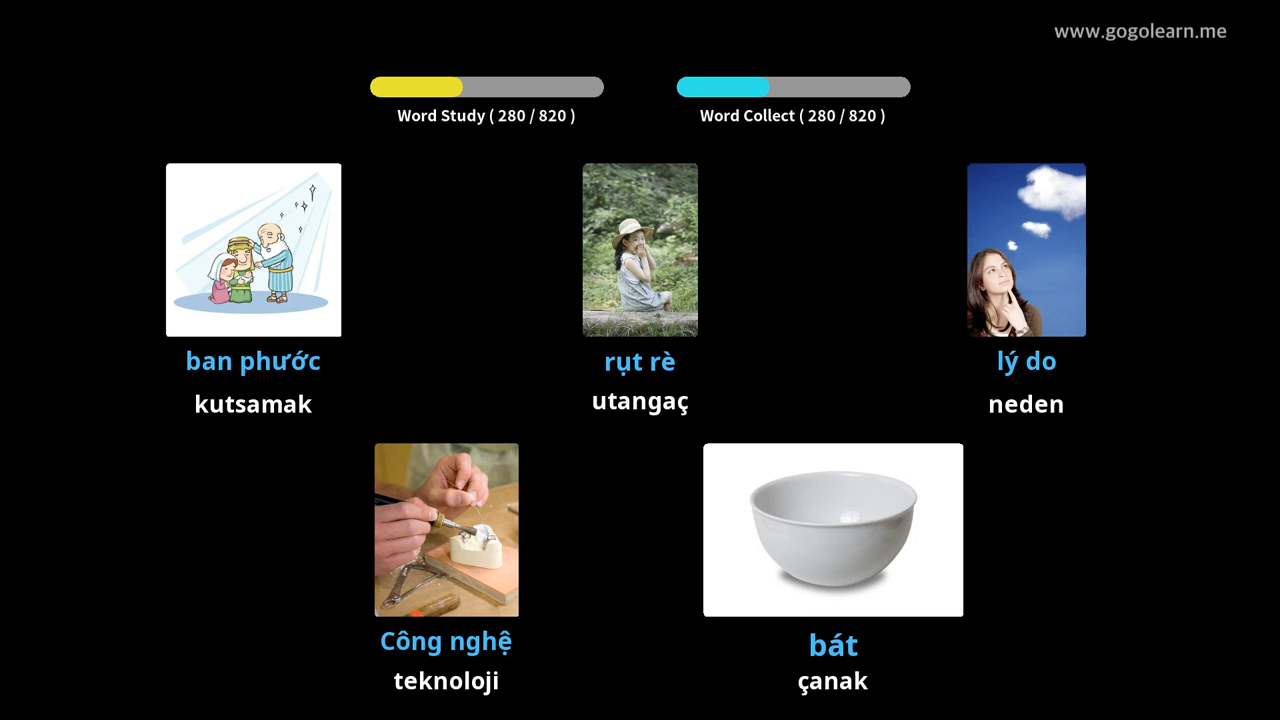 www.gogolearn.me
Word Study ( 280 / 820 )
Word Collect ( 280 / 820 )
ban phước
kutsamak
rụt rè
utangaç
lý do
neden
Công nghệ
teknoloji
bát
çanak